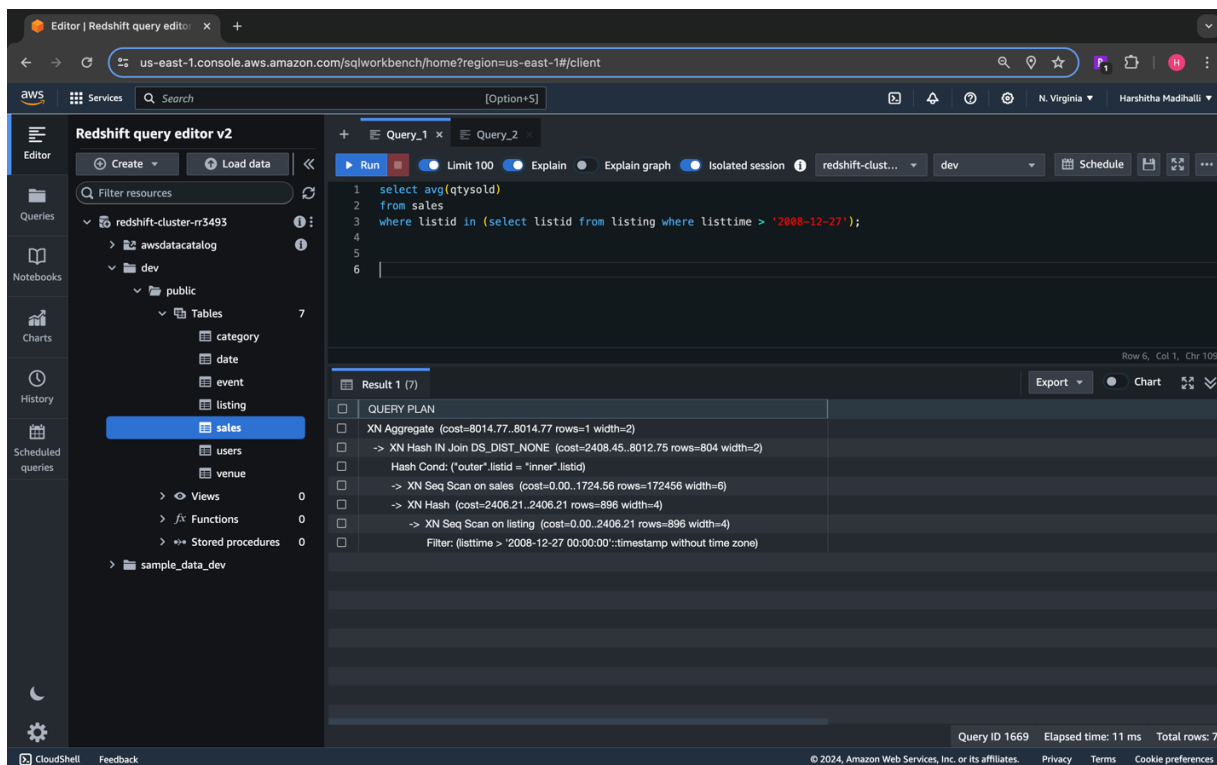 Editor | Redshift query editor
us-east-1.console.aws.amazon.com/sqlworkbench/home?region=us-east-1#/client
1
H
aws
Services
Search
[Option+S]
N. Virginia
Harshitha Madihalli
Editor
Queries
Notebooks
Charts
History
Scheduled
queries
Redshift query editor v2
Create
Load data
Filter resources
redshift-cluster-rr3493
awsdatacatalog
dev
public
Tables 7
category
date
event
listing
sales
users
venue
Views 0
Functions 0
Stored procedures 0
sample_data_dev
Query_1
Query_2
Run
Limit 100
Explain
Explain graph
Isolated session
redshift-clust...
dev
Schedule
1 select avg(qtysold)
2 from sales
3 where listid in (select listid from listing where listtime > '2008-12-27');
4
5
6
Row 6, Col 1, Chr 109
Result 1 (7)
Export
Chart
QUERY PLAN
XN Aggregate (cost=8014.77..8014.77 rows=1 width=2)
-> XN Hash IN Join DS_DIST_NONE (cost=2408.45..8012.75 rows=804 width=2)
Hash Cond: ("outer".listid = "inner".listid)
-> XN Seq Scan on sales (cost=0.00..1724.56 rows=172456 width=6)
-> XN Hash (cost=2406.21..2406.21 rows=896 width=4)
-> XN Seq Scan on listing (cost=0.00..2406.21 rows=896 width=4)
Filter: (listtime > '2008-12-27 00:00:00'::timestamp without time zone)
Query ID 1669 Elapsed time: 11 ms Total rows: 7
CloudShell
Feedback
© 2024, Amazon Web Services, Inc. or its affiliates.
Privacy
Terms
Cookie preferences